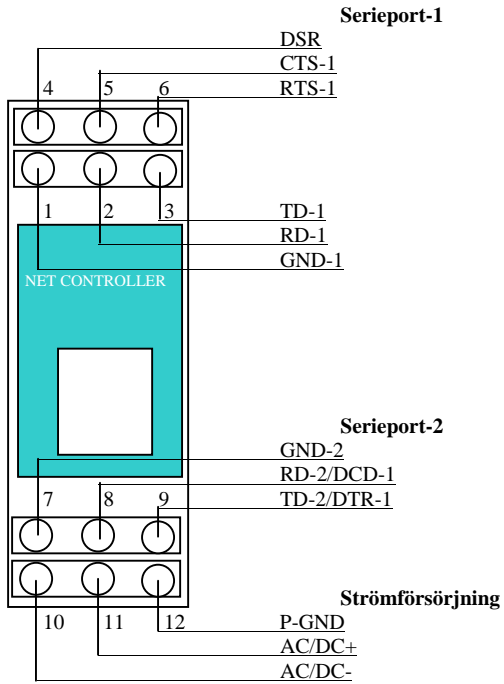 Serieport-1
DSR
CTS-1
4 5 6 RTS-1
1 2 3 TD-1
RD-1
GND-1
NET CONTROLLER
Serieport-2
GND-2
RD-2/DCD-1
7 8 9 TD-2/DTR-1
Strömförsörjning
10 11 12 P-GND
AC/DC+
AC/DC-